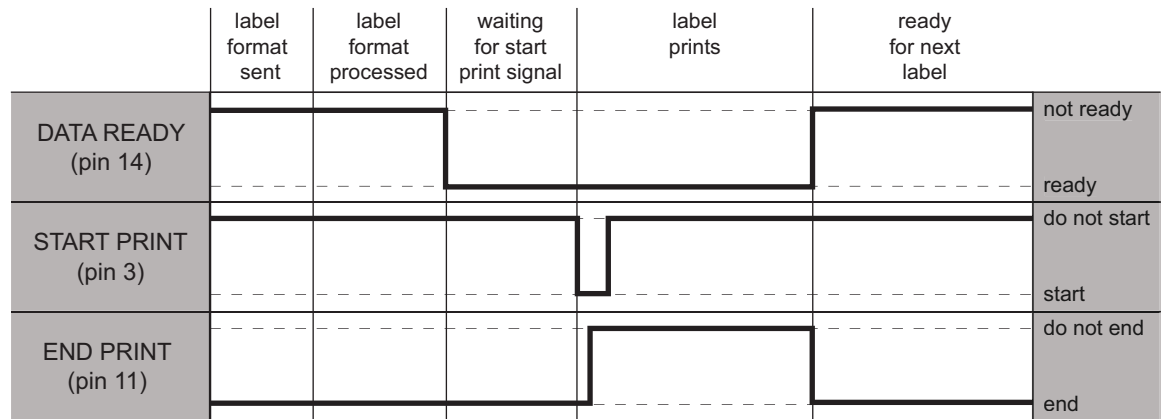 label
format
sent
label
format
processed
waiting
for start
print signal
label
prints
ready
for next
label
DATA READY
(pin 14)
not ready
ready
START PRINT
(pin 3)
do not start
start
END PRINT
(pin 11)
do not end
end